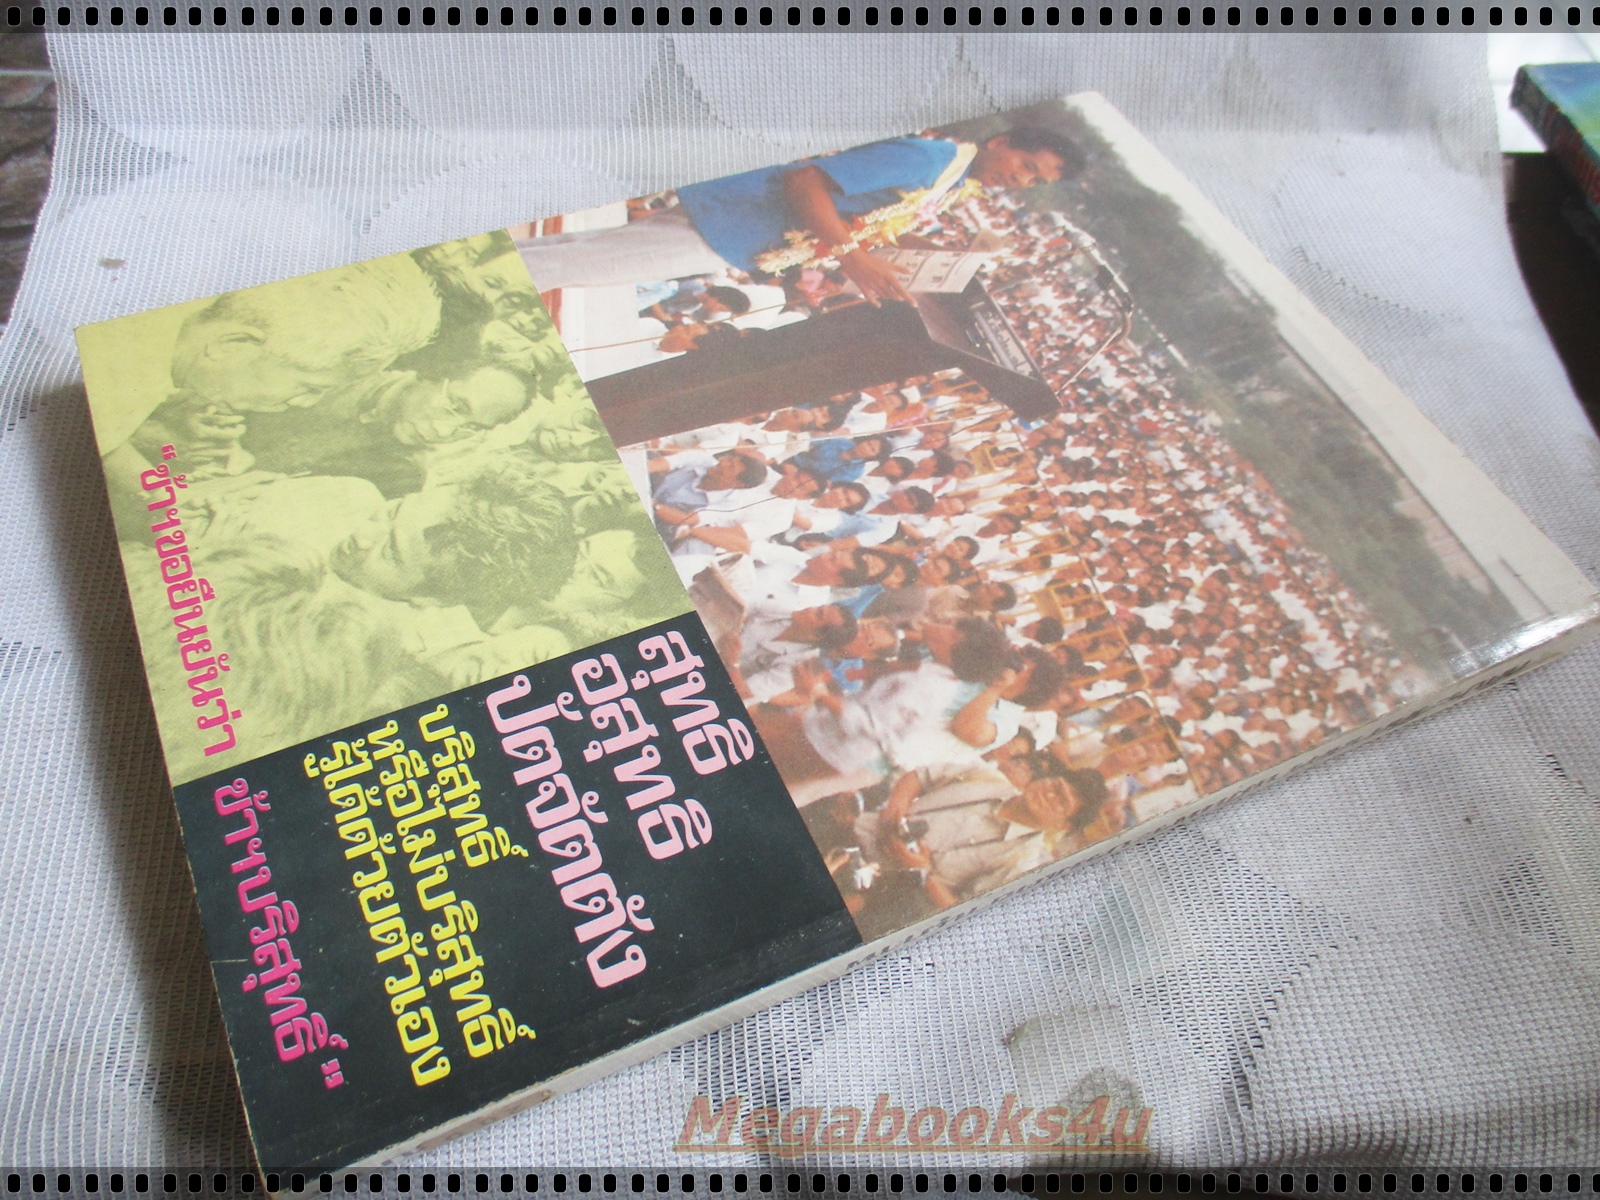 สุทธิ
อสุทธิ
ปัจจัตตัง
บริสุทธิ์
หรือไม่บริสุทธิ์
รู้ได้ด้วยตัวเอง
“ข้าฯขอยืนยันว่า ข้าฯบริสุทธิ์”
Megabooks4u